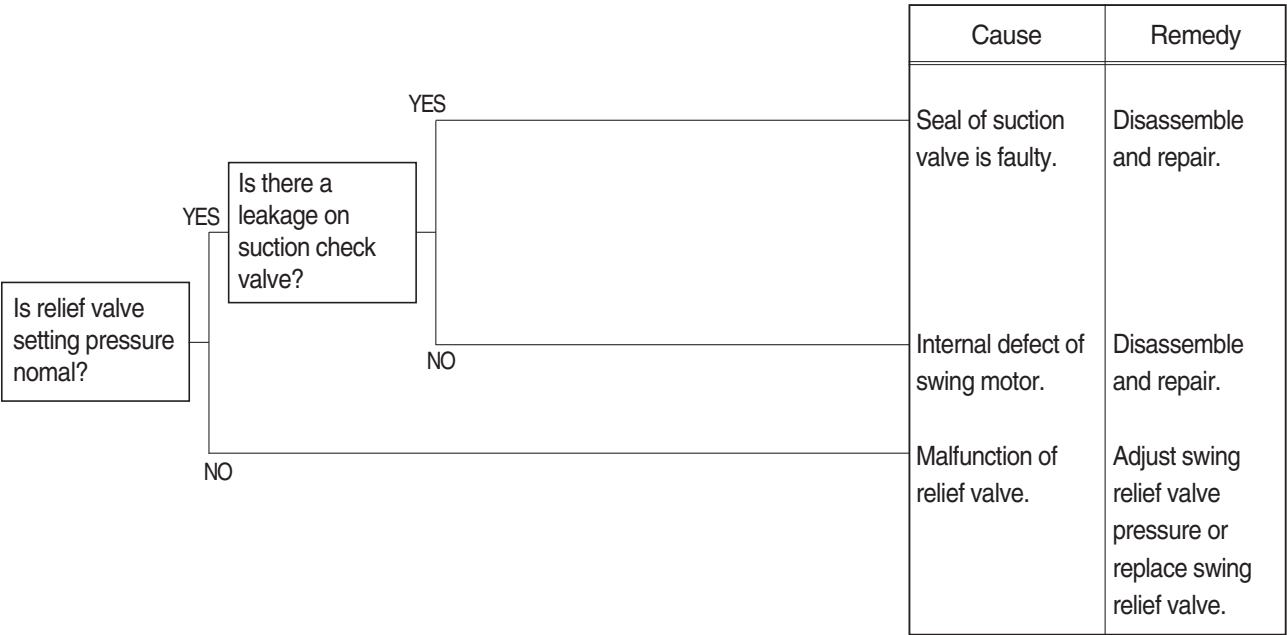 Cause
Remedy
YES
Seal of suction
valve is faulty.
Disassemble
and repair.
Is there a
leakage on
suction check
valve?
YES
Is relief valve
setting pressure
nomal?
NO
Internal defect of
swing motor.
Disassemble
and repair.
NO
Malfunction of
relief valve.
Adjust swing
relief valve
pressure or
replace swing
relief valve.